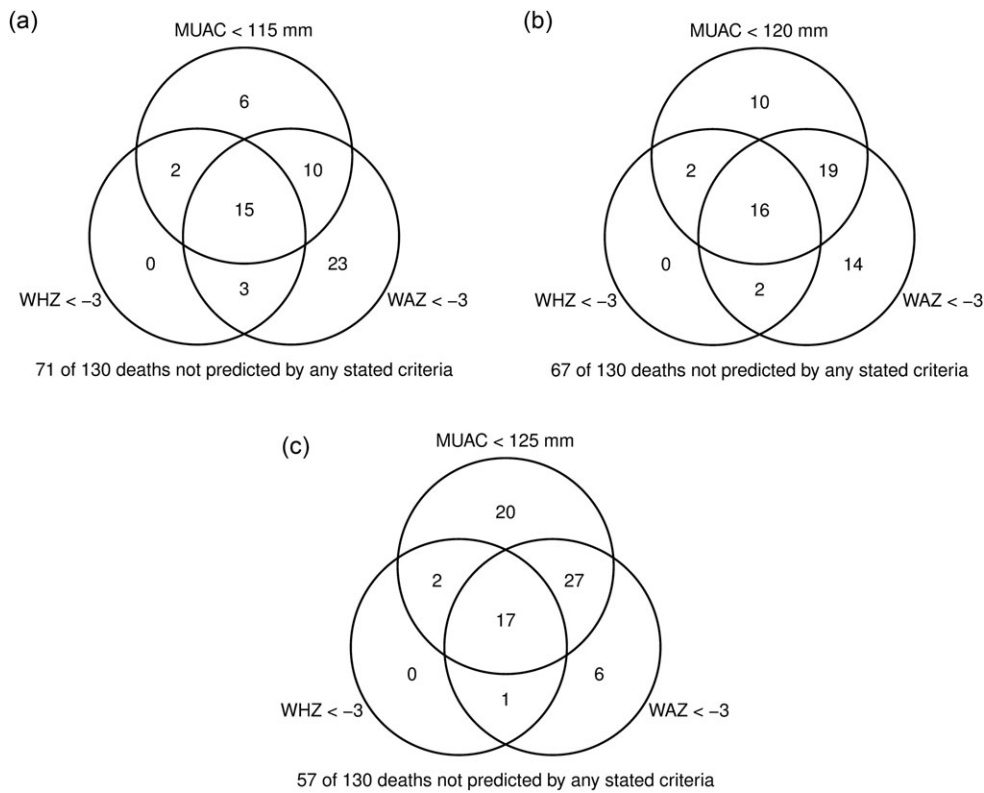 (a)
MUAC < 115 mm
6
2
10
15
0
23
3
WHZ < −3
WAZ < −3
71 of 130 deaths not predicted by any stated criteria
(b)
MUAC < 120 mm
10
2
19
16
0
14
2
WHZ < −3
WAZ < −3
67 of 130 deaths not predicted by any stated criteria
(c)
MUAC < 125 mm
20
2
27
17
0
6
1
WHZ < −3
WAZ < −3
57 of 130 deaths not predicted by any stated criteria